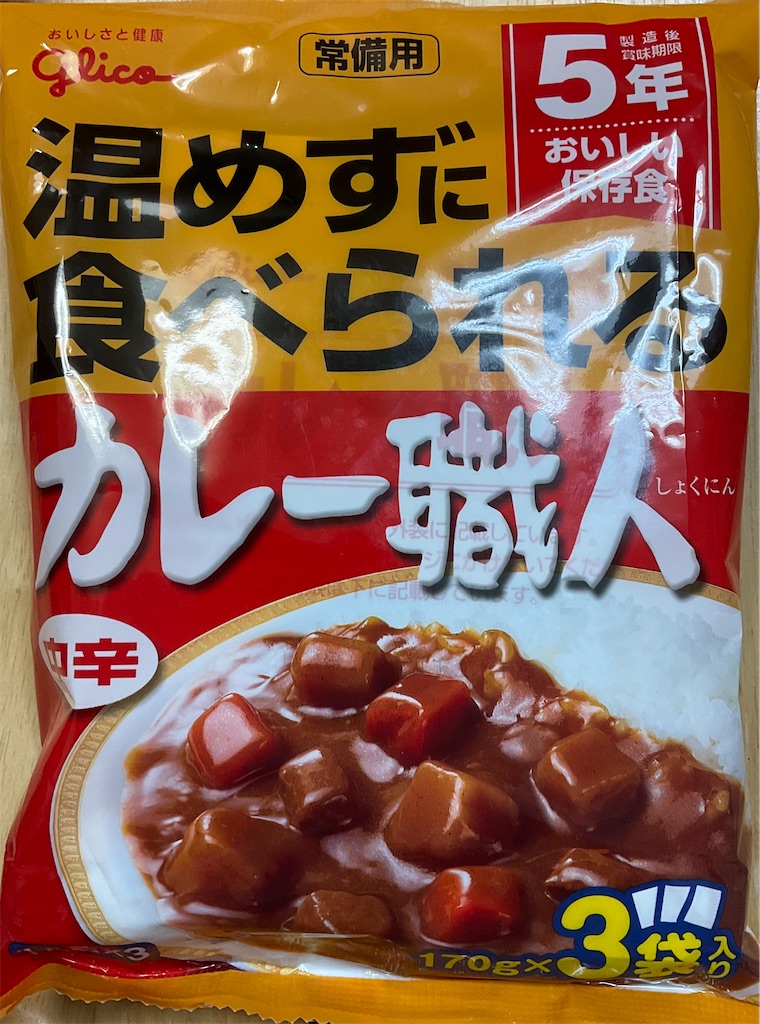 おいしさと健康
Glico
常備用
製造後
賞味期限
5年
おいしい
保存食
温めずに
食べられる
カレー職人
しょくにん
中辛
170g×3袋入り